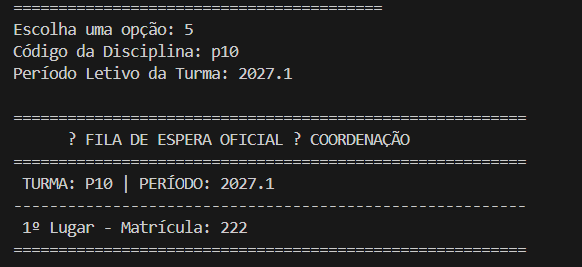 =========================================
Escolha uma opção: 5
Código da Disciplina: p10
Período Letivo da Turma: 2027.1
=========================================================
? FILA DE ESPERA OFICIAL ? COORDENAÇÃO
=========================================================
TURMA: P10 | PERÍODO: 2027.1
---------------------------------------------------------
1º Lugar - Matrícula: 222
=========================================================